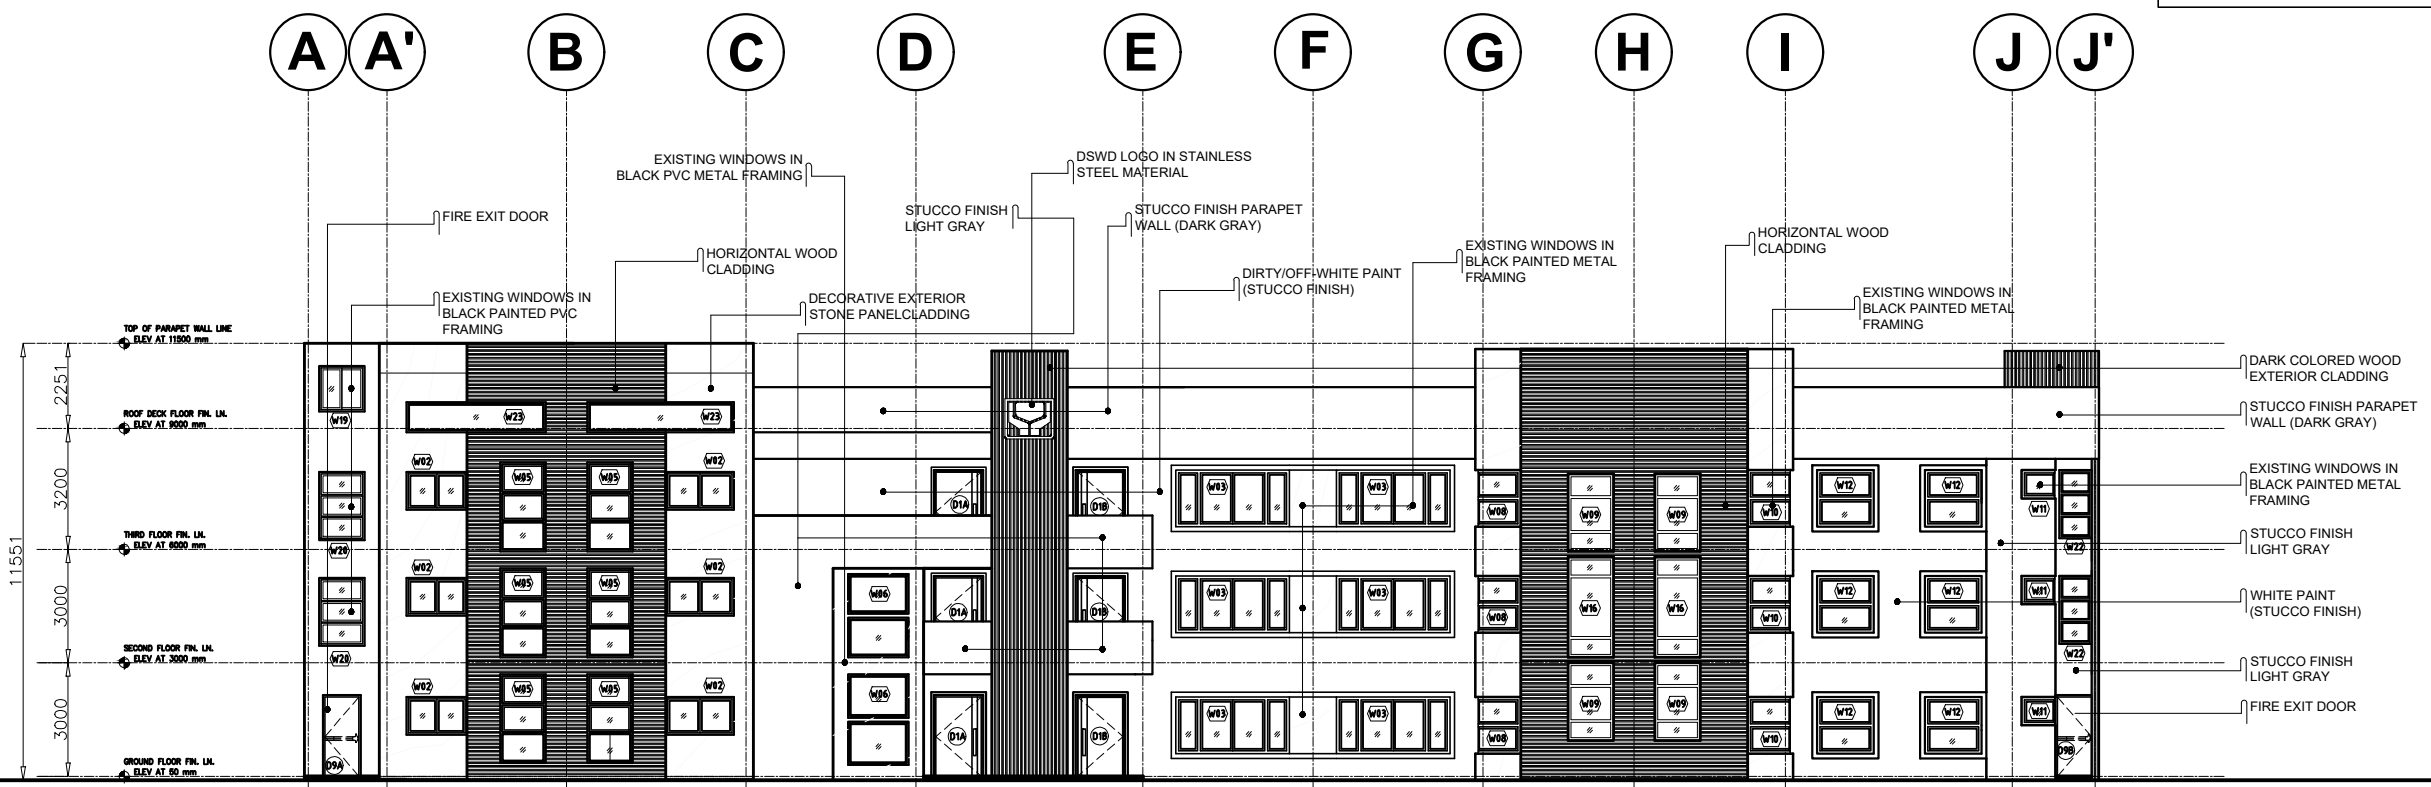 A A' B C D E F G H I J J'
EXISTING WINDOWS IN
BLACK PVC METAL FRAMING
DSWD LOGO IN STAINLESS
STEEL MATERIAL
FIRE EXIT DOOR
STUCCO FINISH
LIGHT GRAY
STUCCO FINISH PARAPET
WALL (DARK GRAY)
HORIZONTAL WOOD
CLADDING
DIRTY/OFF-WHITE PAINT
(STUCCO FINISH)
EXISTING WINDOWS IN
BLACK PAINTED METAL
FRAMING
HORIZONTAL WOOD
CLADDING
EXISTING WINDOWS IN
BLACK PAINTED PVC
FRAMING
DECORATIVE EXTERIOR
STONE PANELCLADDING
EXISTING WINDOWS IN
BLACK PAINTED METAL
FRAMING
TOP OF PARAPET WALL LINE
ELEV AT 11500 mm
ROOF DECK FLOOR FIN. LN.
ELEV AT 9000 mm
THIRD FLOOR FIN. LN.
ELEV AT 6000 mm
SECOND FLOOR FIN. LN.
ELEV AT 3000 mm
GROUND FLOOR FIN. LN.
ELEV AT 50 mm
11551
2251
3200
3000
3000
DARK COLORED WOOD
EXTERIOR CLADDING
STUCCO FINISH PARAPET
WALL (DARK GRAY)
EXISTING WINDOWS IN
BLACK PAINTED METAL
FRAMING
STUCCO FINISH
LIGHT GRAY
WHITE PAINT
(STUCCO FINISH)
STUCCO FINISH
LIGHT GRAY
FIRE EXIT DOOR
W19 W23 W23
W02 W05 W05 W02 D1A D1B W03 W03 W08 W09 W09 W10 W12 W12 W11
W20 W22
W02 W05 W05 W02 W06 D1A D1B W03 W03 W08 W16 W16 W10 W12 W12 W11
W20 W22
W02 W05 W05 W02 W06 D1A D1B W03 W03 W08 W09 W09 W10 W12 W12 W11
D9A D9B